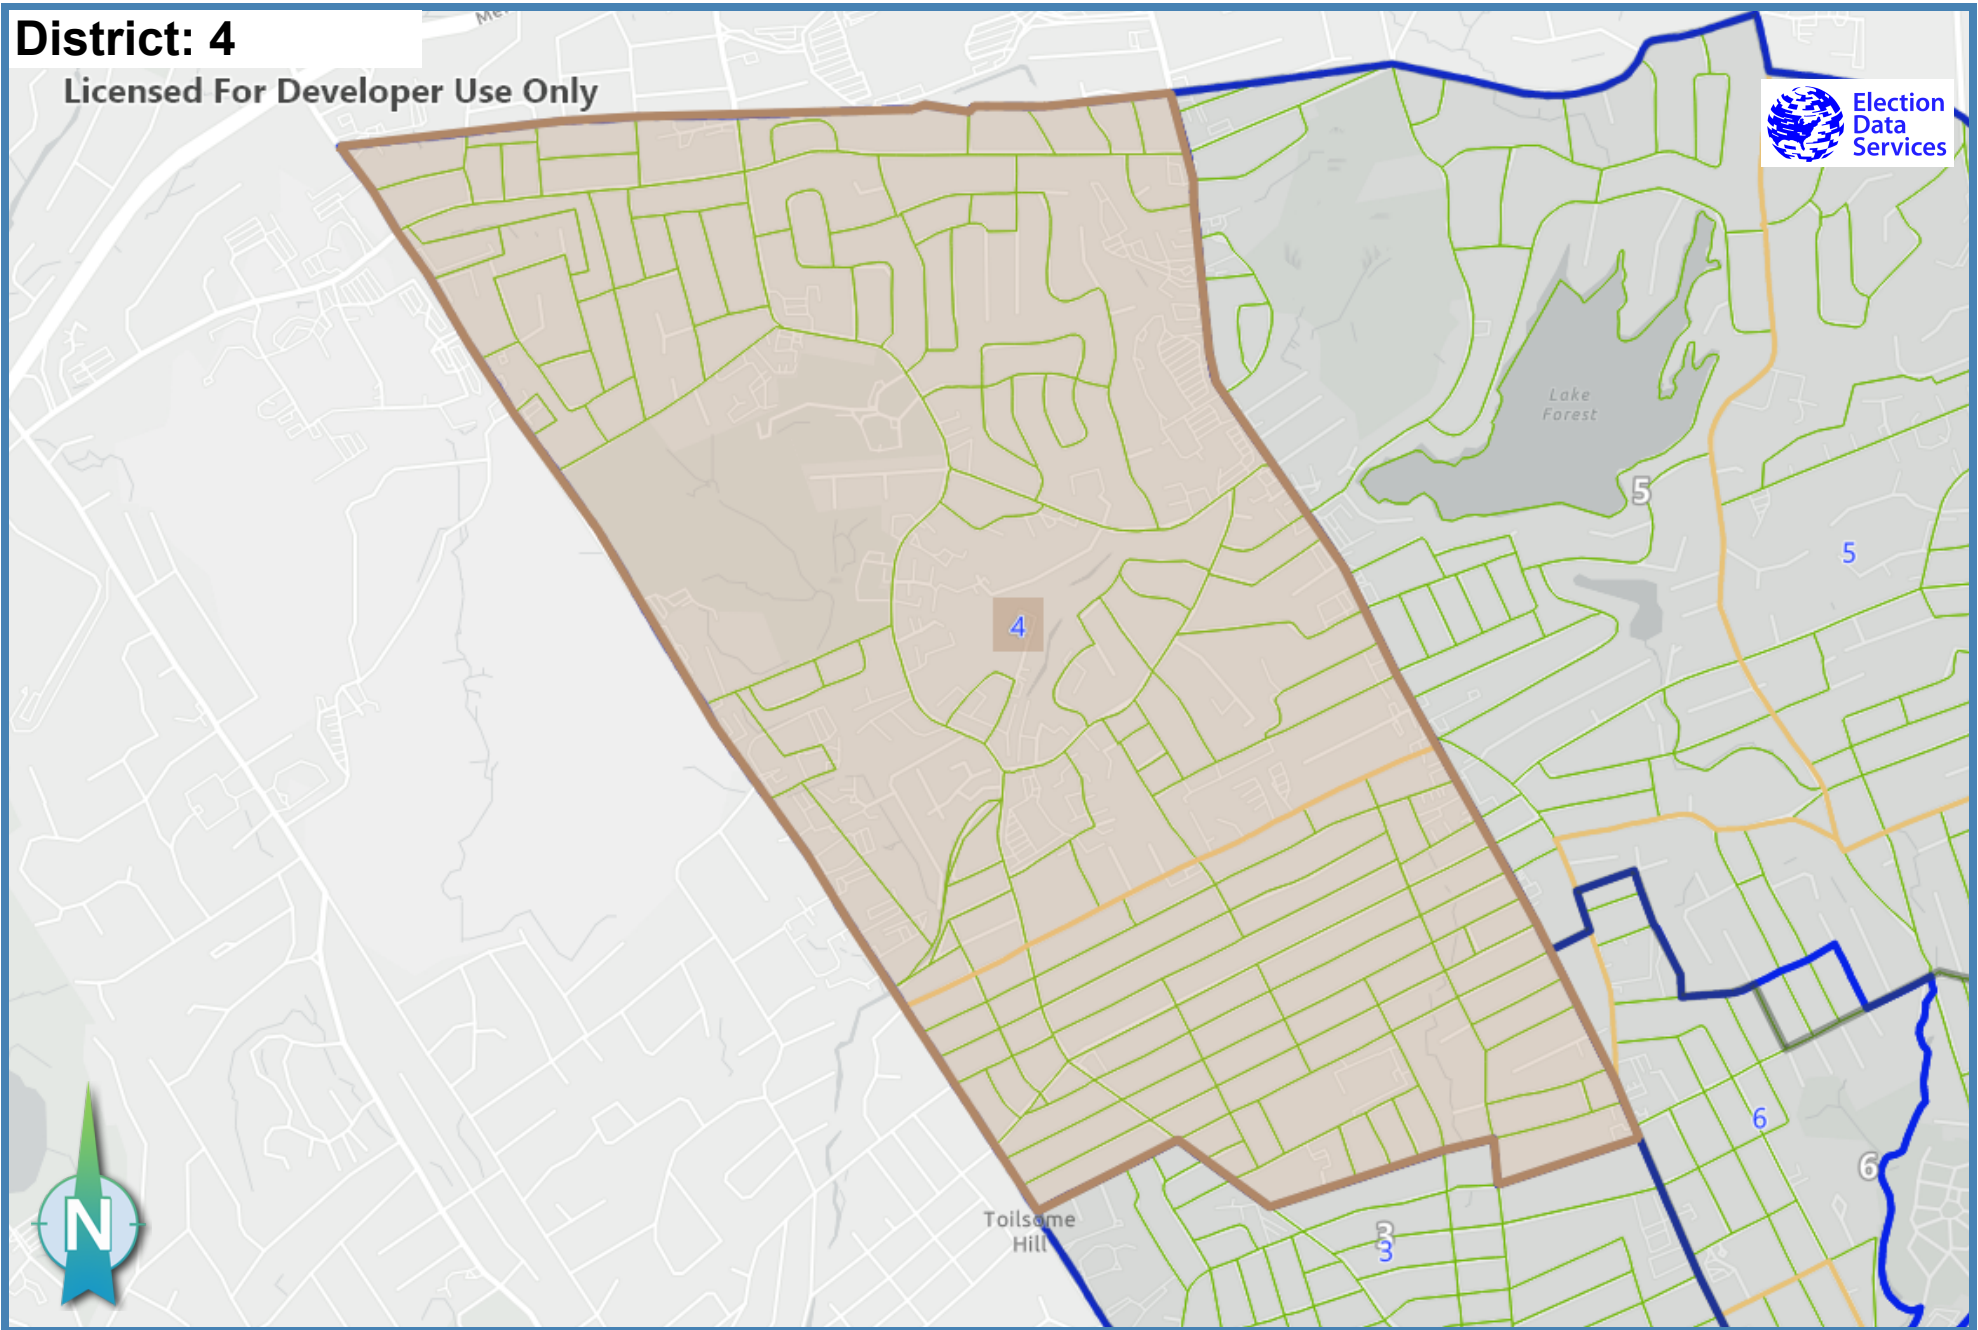 District: 4
Licensed For Developer Use Only
Election
Data
Services
Lake
Forest
5
5
4
6
6
Toilsome
Hill
3
3
N